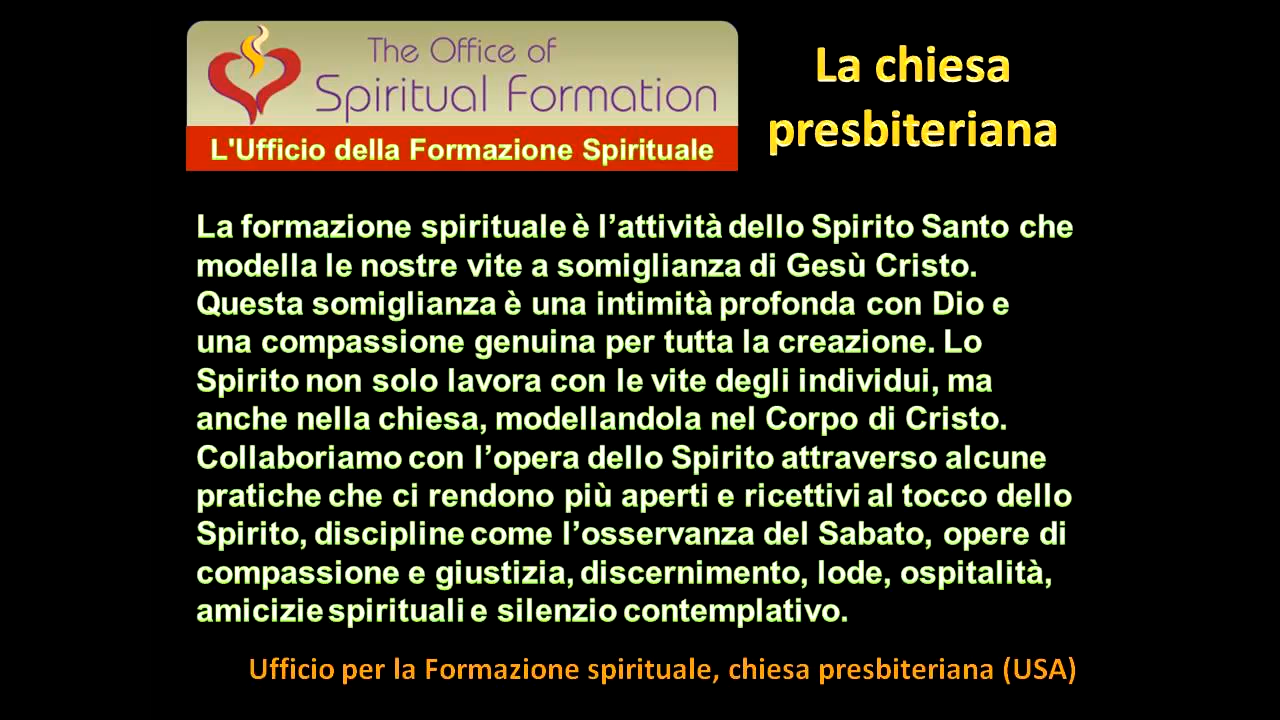 The Office of
Spiritual Formation
L'Ufficio della Formazione Spirituale
La chiesa
presbiteriana
La formazione spirituale è l’attività dello Spirito Santo che
modella le nostre vite a somiglianza di Gesù Cristo.
Questa somiglianza è una intimità profonda con Dio e
una compassione genuina per tutta la creazione. Lo
Spirito non solo lavora con le vite degli individui, ma
anche nella chiesa, modellandola nel Corpo di Cristo.
Collaboriamo con l’opera dello Spirito attraverso alcune
pratiche che ci rendono più aperti e ricettivi al tocco dello
Spirito, discipline come l’osservanza del Sabato, opere di
compassione e giustizia, discernimento, lode, ospitalità,
amicizie spirituali e silenzio contemplativo.
Ufficio per la Formazione spirituale, chiesa presbiteriana (USA)